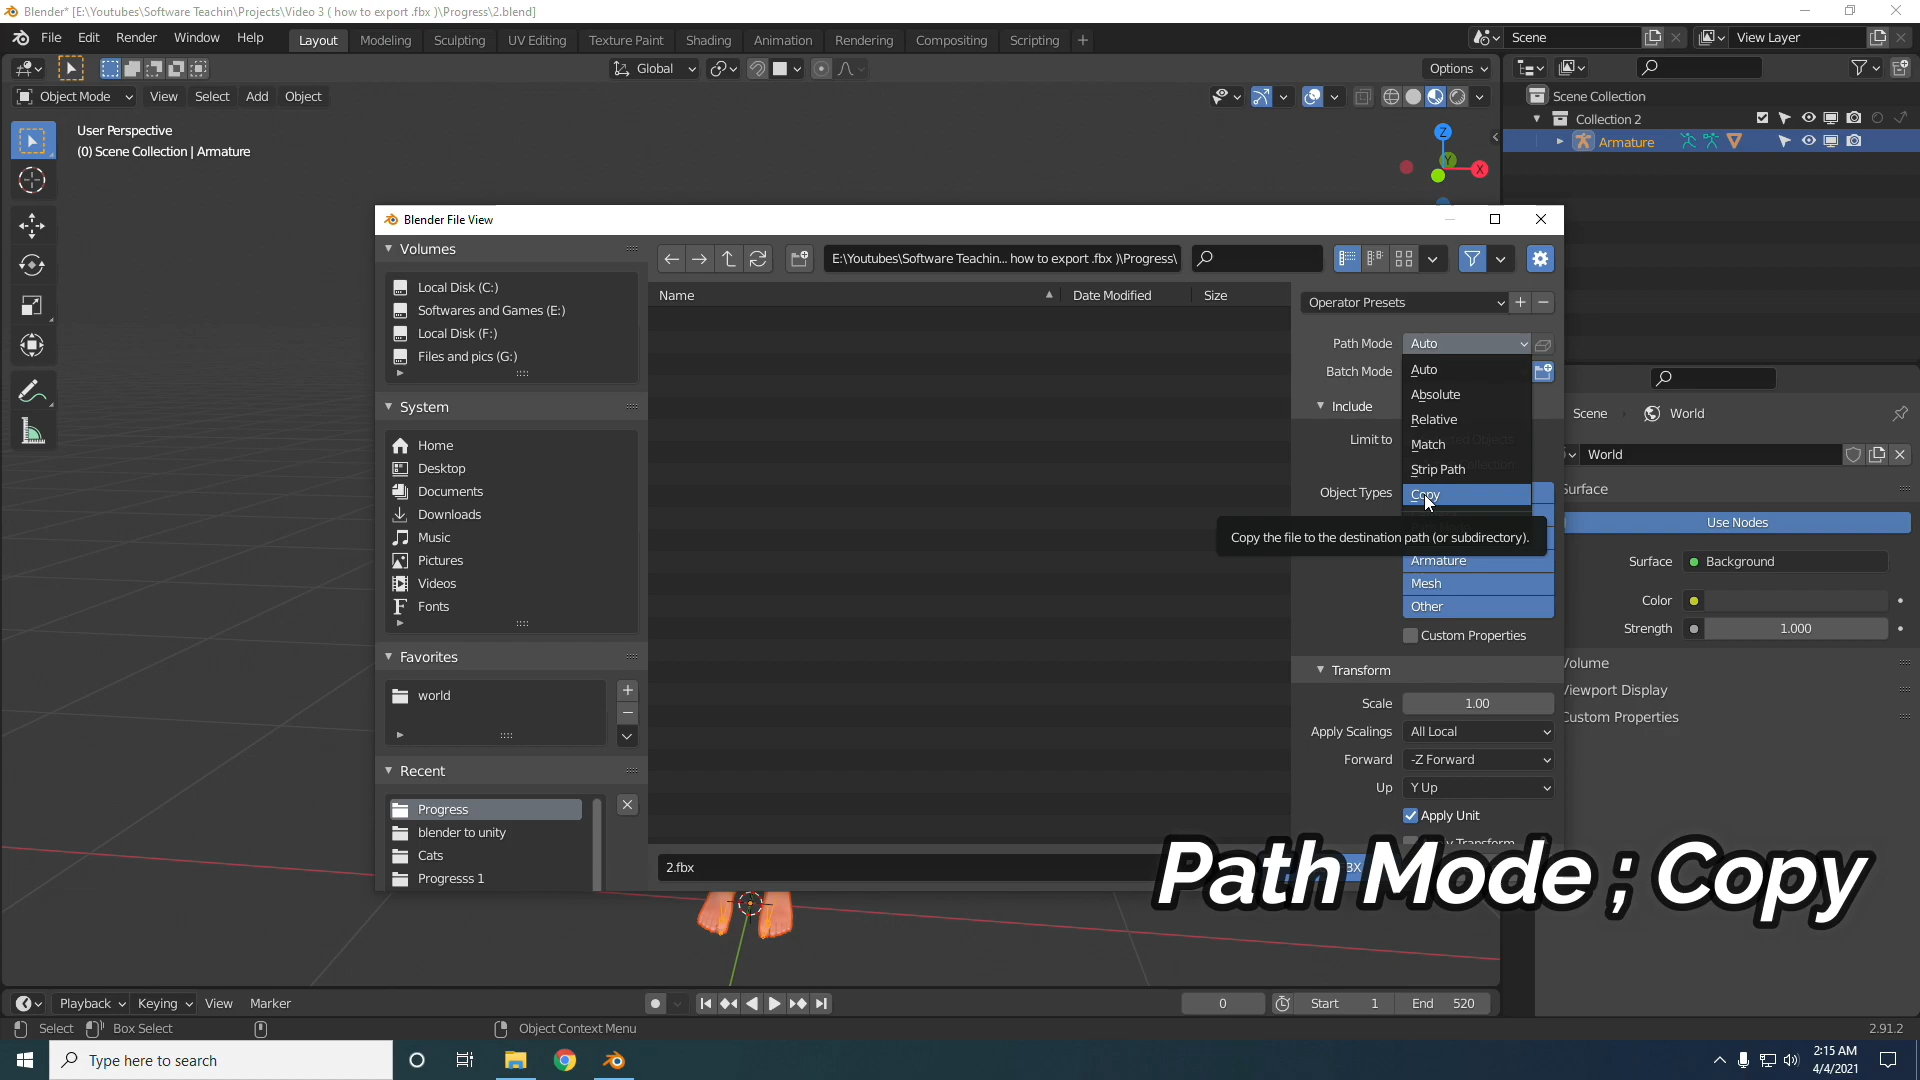 Blender* [E:\Youtubes\Software Teachin\Projects\Video 3 ( how to export .fbx )\Progress\2.blend]
File Edit Render Window Help Layout Modeling Sculpting UV Editing Texture Paint Shading Animation Rendering Compositing Scripting + Scene View Layer
Global Options
Object Mode View Select Add Object
User Perspective
(0) Scene Collection | Armature
Z
Y
X
Scene Collection
Collection 2
Armature
Blender File View
Volumes
Local Disk (C:)
Softwares and Games (E:)
Local Disk (F:)
Files and pics (G:)
System
Home
Desktop
Documents
Downloads
Music
Pictures
Videos
Fonts
Favorites
world
Recent
Progress
blender to unity
Cats
Progresss 1
E:\Youtubes\Software Teachin... how to export .fbx )\Progress\
Name Date Modified Size
2.fbx
Operator Presets
Path Mode Auto
Batch Mode
Auto
Absolute
Relative
Match
Strip Path
Copy
Include
Limit to
Object Types
Copy the file to the destination path (or subdirectory).
Armature
Mesh
Other
Custom Properties
Transform
Scale 1.00
Apply Scalings All Local
Forward -Z Forward
Up Y Up
Apply Unit
Scene World
World
Surface
Use Nodes
Surface Background
Color
Strength 1.000
Volume
Viewport Display
Custom Properties
Path Mode ; Copy
Playback Keying View Marker 0 Start 1 End 520
Select Box Select Object Context Menu 2.91.2
Type here to search
2:15 AM
4/4/2021